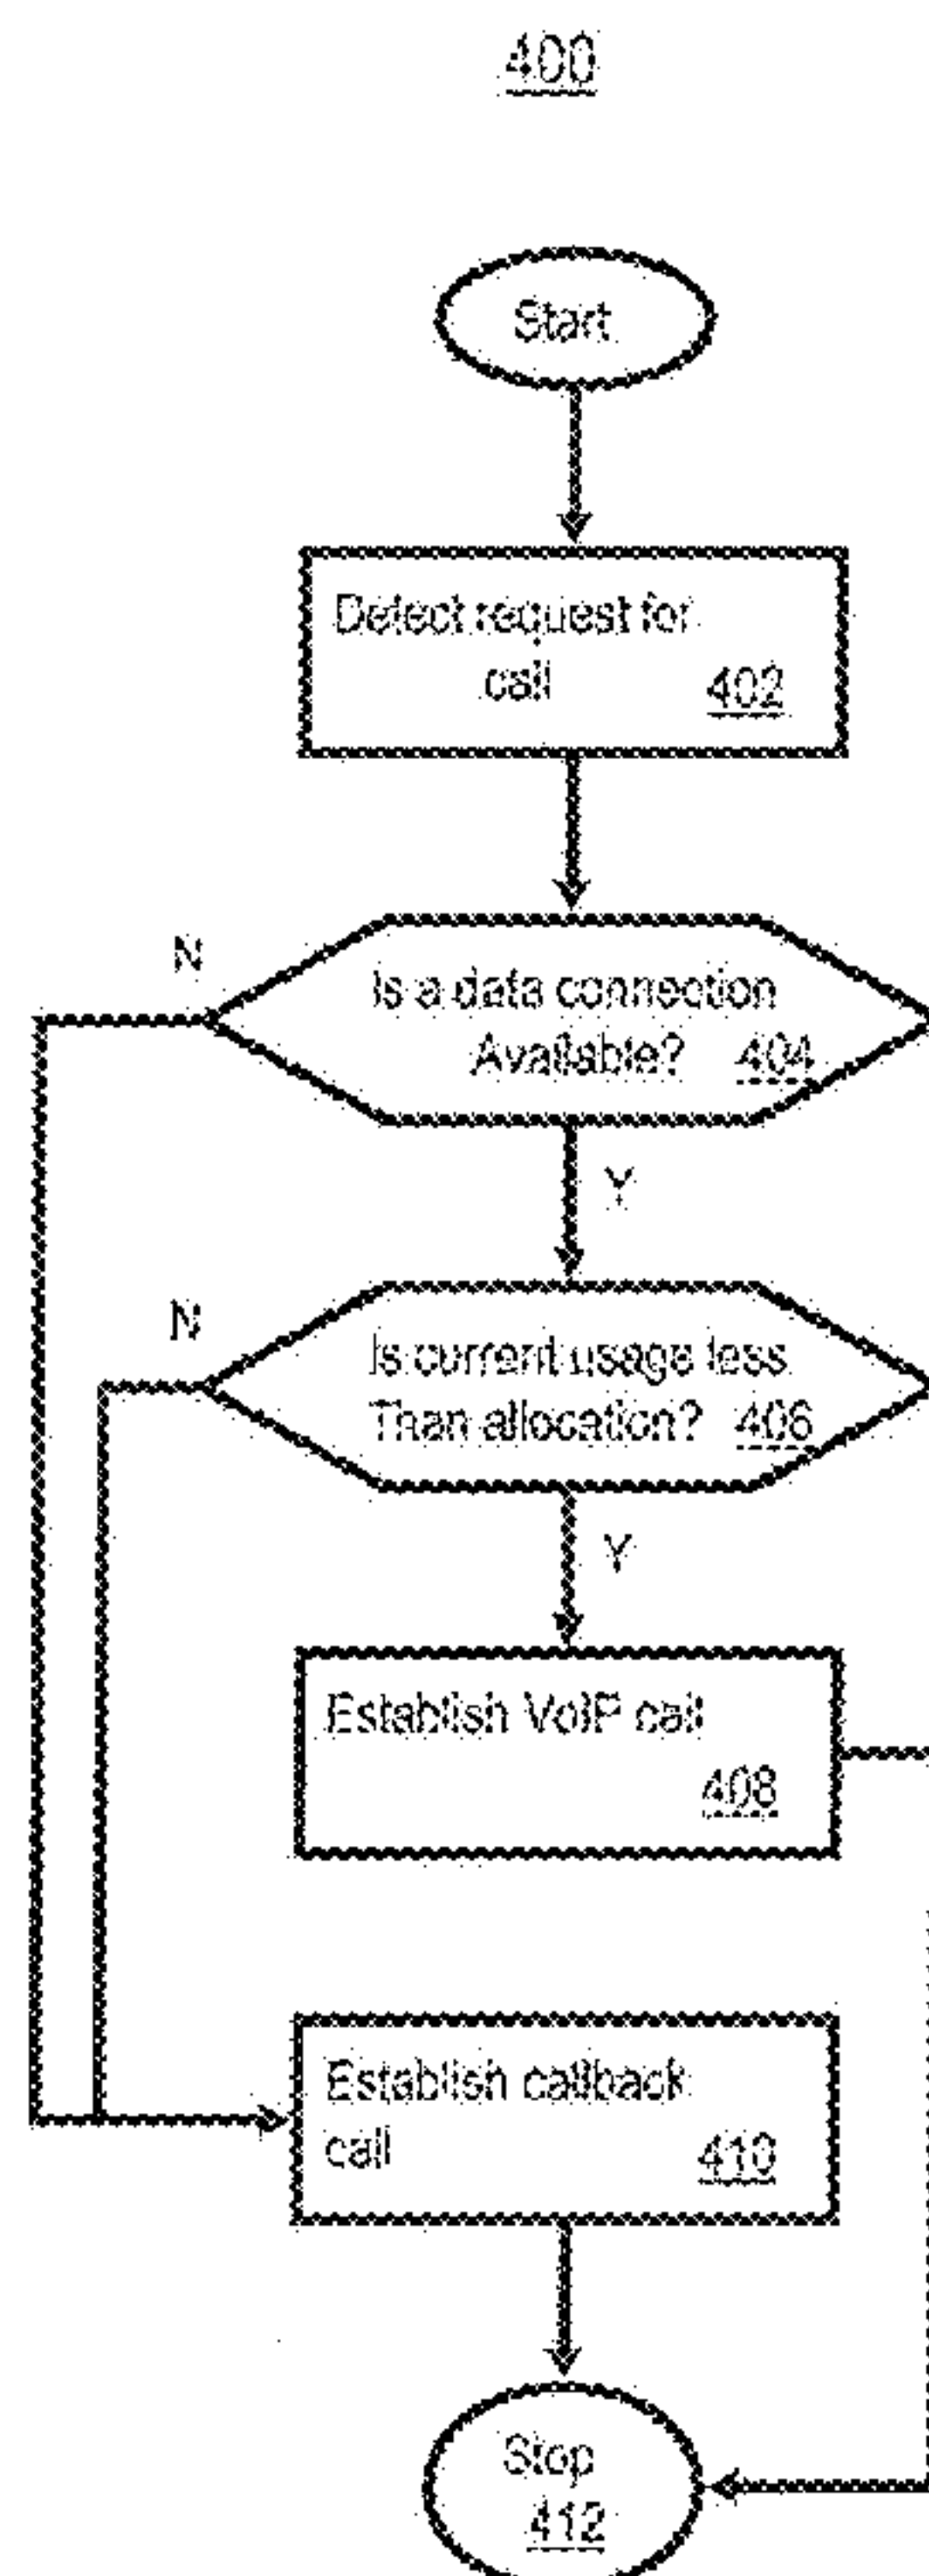 400
Start
Detect request for
call 402
N
Is a data connection
Available? 404
Y
N
Is current usage less
Than allocation? 406
Y
Establish VoIP call
408
Establish callback
call 410
Stop
412